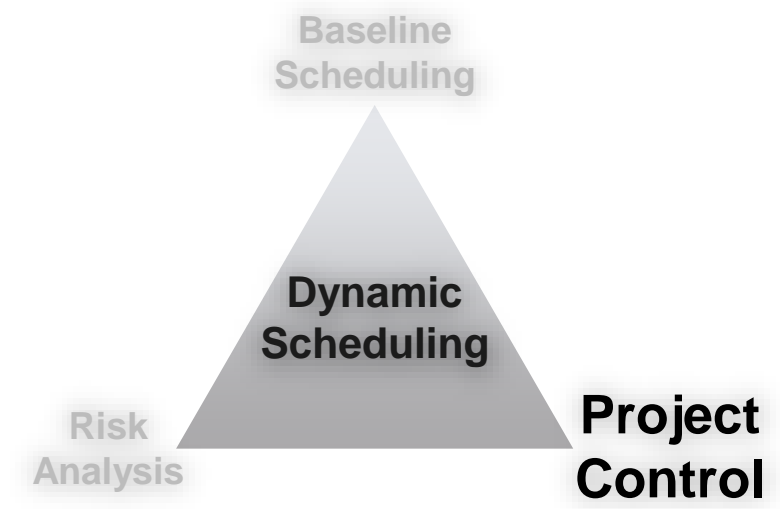 Baseline
Scheduling
Dynamic
Scheduling
Risk
Analysis
Project
Control